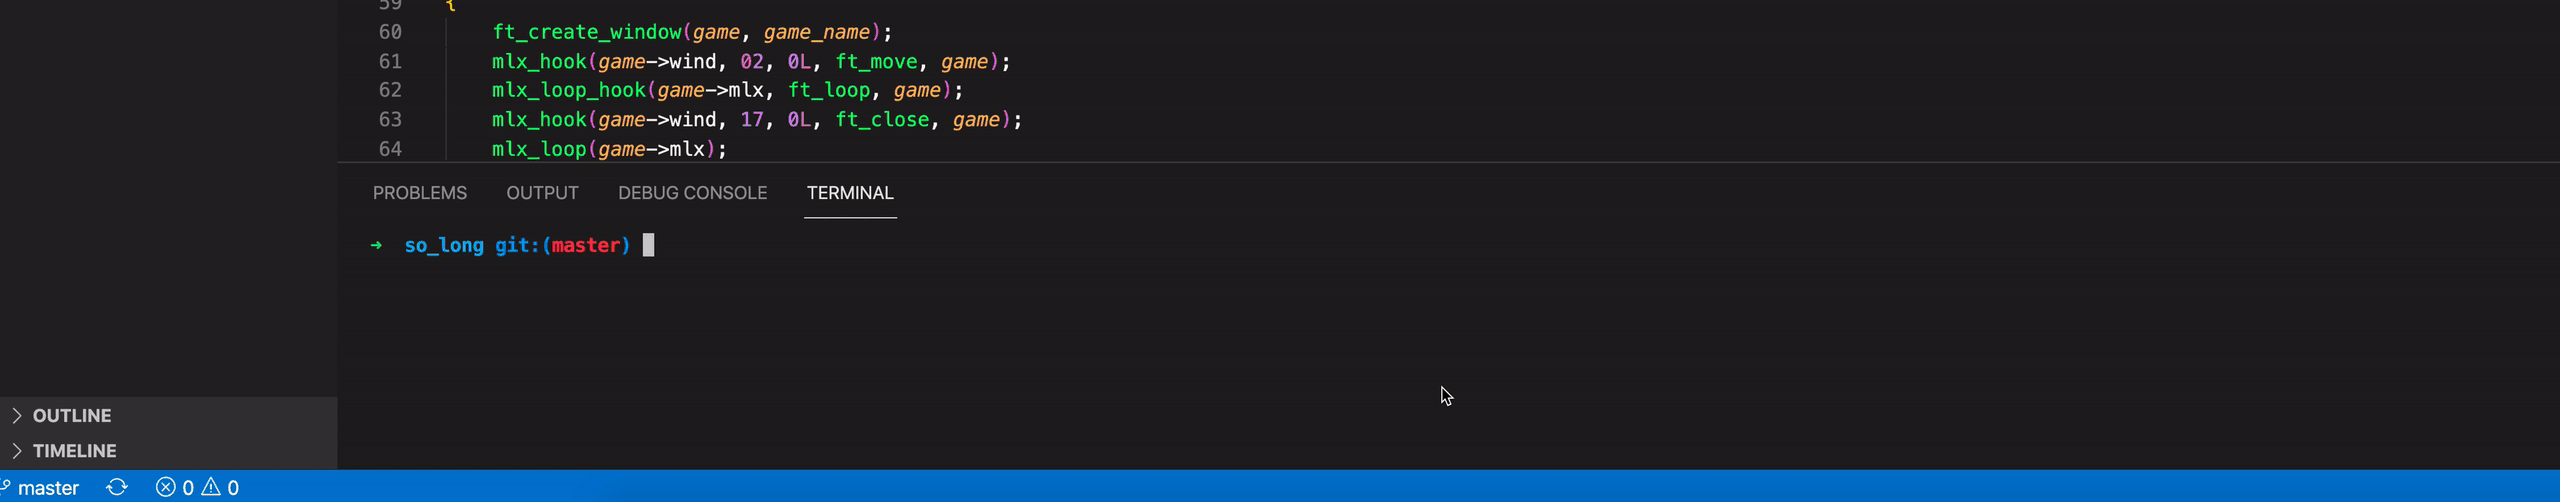 59 {
60 ft_create_window(game, game_name);
61 mlx_hook(game->wind, 02, 0L, ft_move, game);
62 mlx_loop_hook(game->mlx, ft_loop, game);
63 mlx_hook(game->wind, 17, 0L, ft_close, game);
64 mlx_loop(game->mlx);
PROBLEMS OUTPUT DEBUG CONSOLE TERMINAL
➜ so_long git:(master)
OUTLINE
TIMELINE
master 0 0